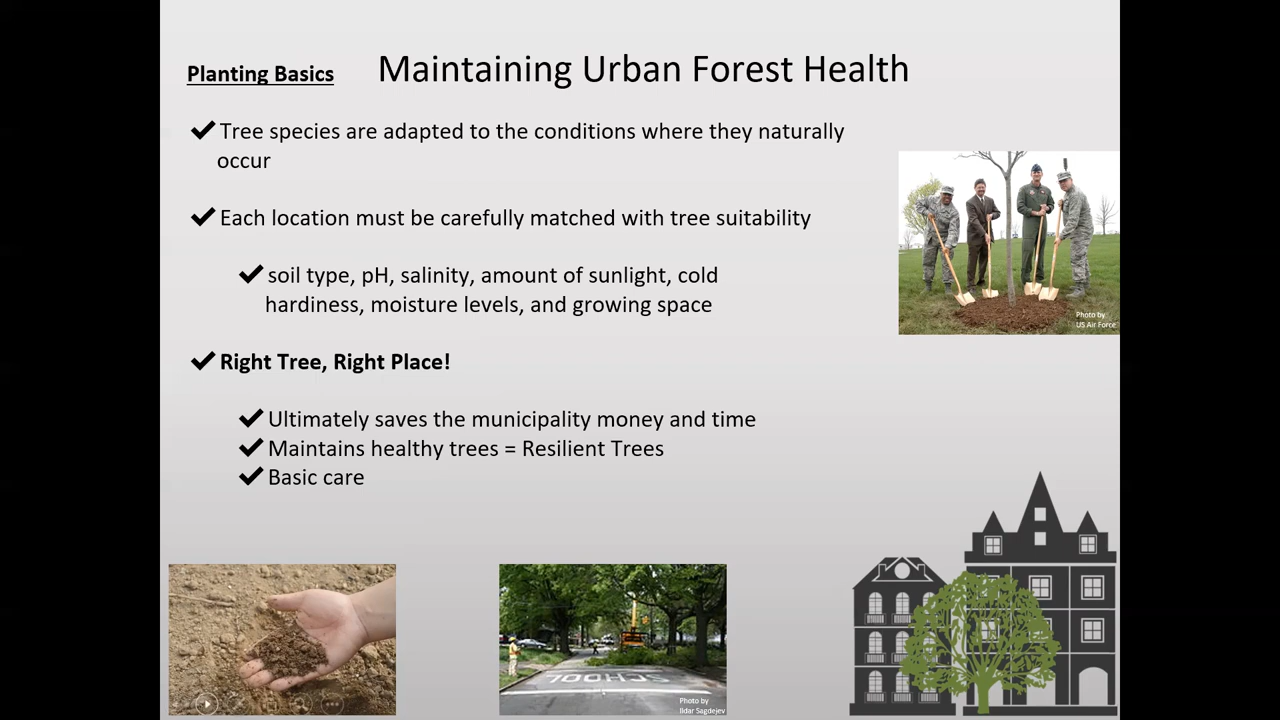 Planting Basics
Maintaining Urban Forest Health
Tree species are adapted to the conditions where they naturally
occur
Each location must be carefully matched with tree suitability
soil type, pH, salinity, amount of sunlight, cold
hardiness, moisture levels, and growing space
Right Tree, Right Place!
Ultimately saves the municipality money and time
Maintains healthy trees = Resilient Trees
Basic care
Photo by
US Air Force
SCHOOL
Photo by
Ildar Sagdejev